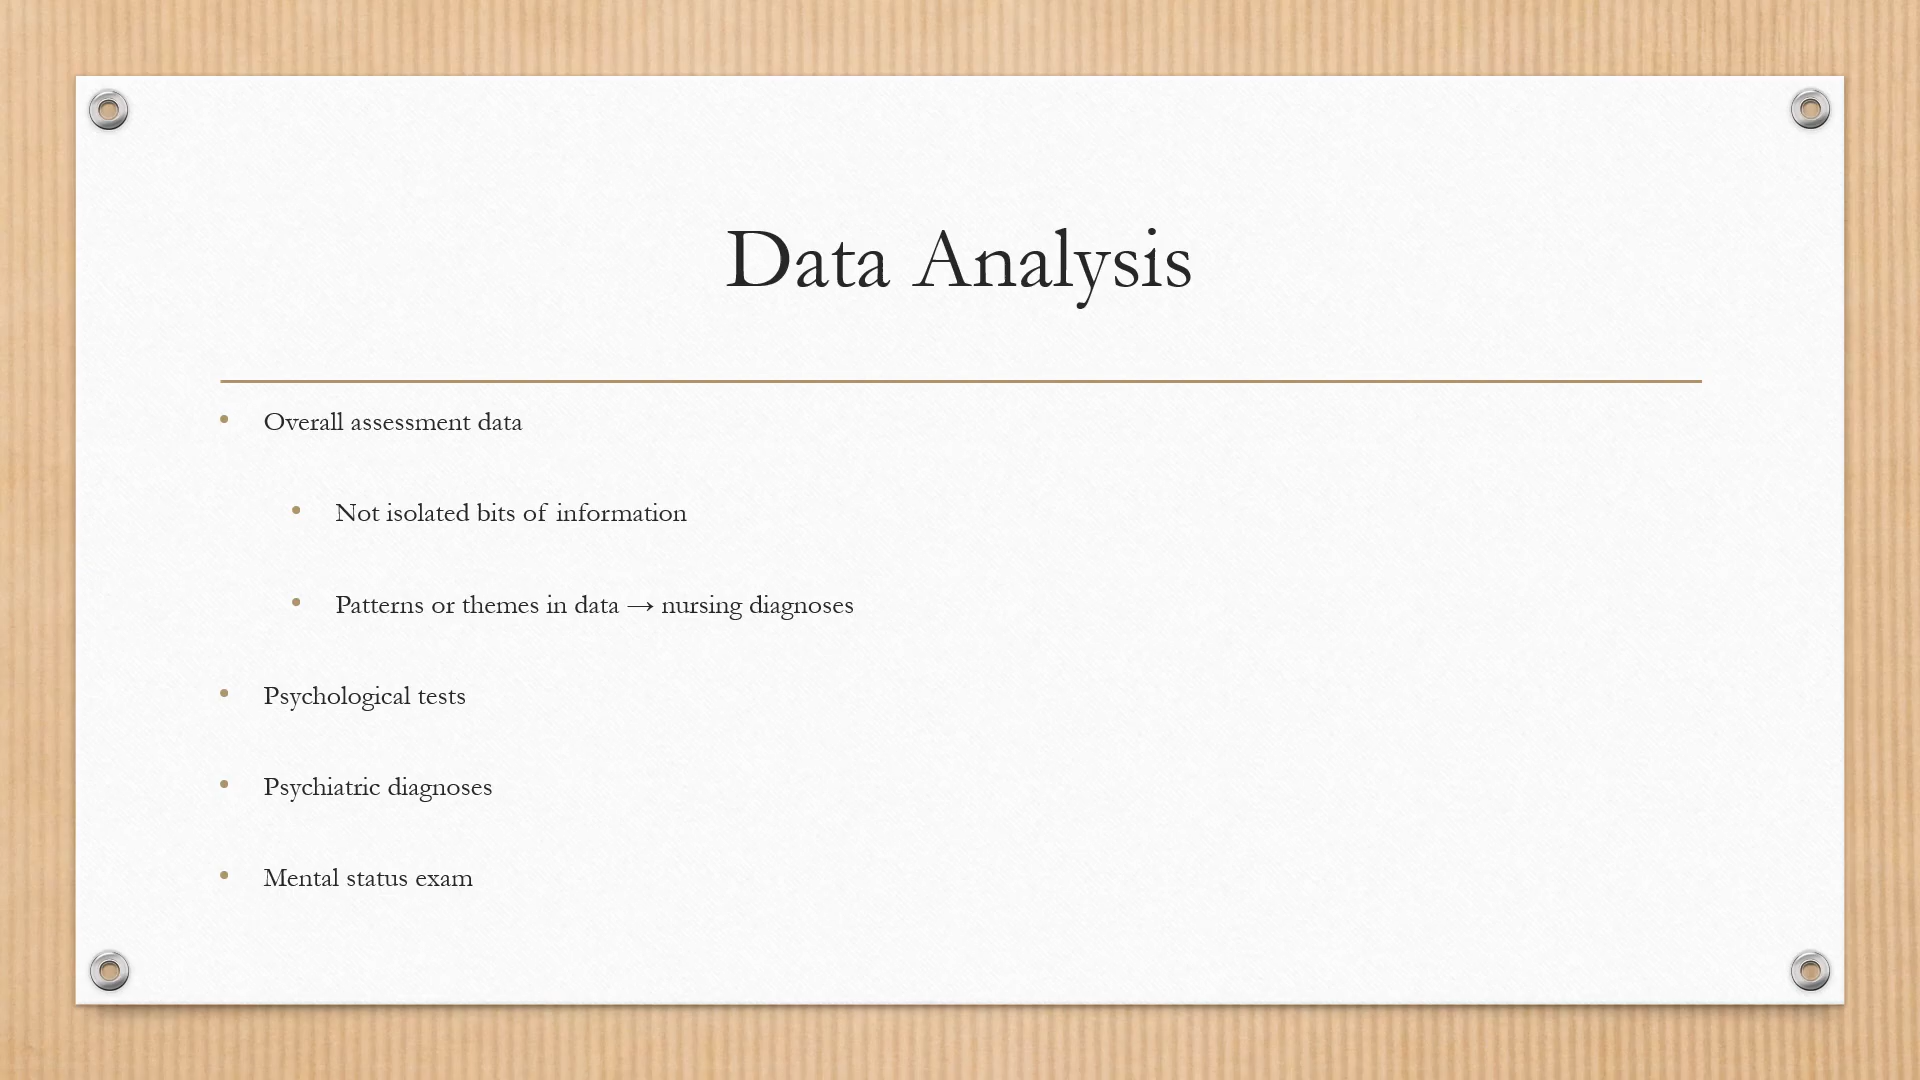 Data Analysis
• Overall assessment data
• Not isolated bits of information
• Patterns or themes in data → nursing diagnoses
• Psychological tests
• Psychiatric diagnoses
• Mental status exam